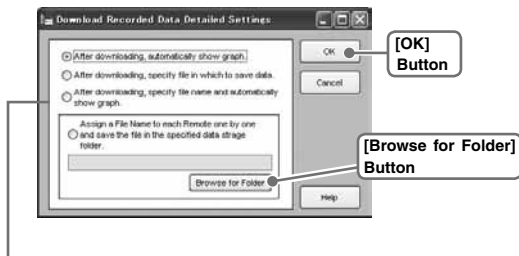 Download Recorded Data Detailed Settings
After downloading, automatically show graph.
After downloading, specify file in which to save data.
After downloading, specify file name and automatically
show graph.
Assign a File Name to each Remote one by
one and save the file in the specified data strage
folder.
Browse for Folder
OK
Cancel
Help
[OK]
Button
[Browse for Folder]
Button